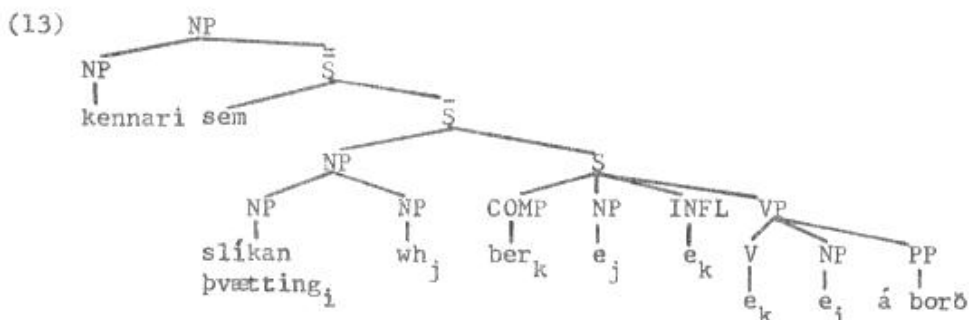 (13) NP
NP S̄
kennari sem S̄
NP S
NP NP COMP NP INFL VP
slíkan wh_j ber_k e_j e_k V NP PP
þvætting_i e_k e_i á borð